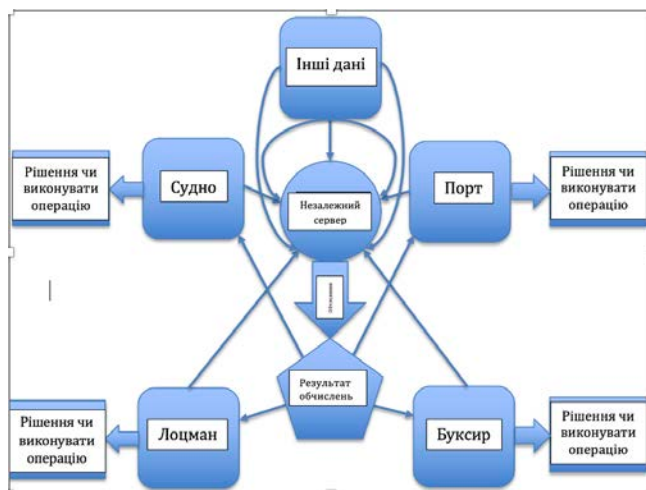 Інші дані
Рішення чи
виконувати
операцію
Судно
Незалежний
сервер
Порт
Рішення чи
виконувати
операцію
Результат
обчислень
Рішення чи
виконувати
операцію
Лоцман
Буксир
Рішення чи
виконувати
операцію